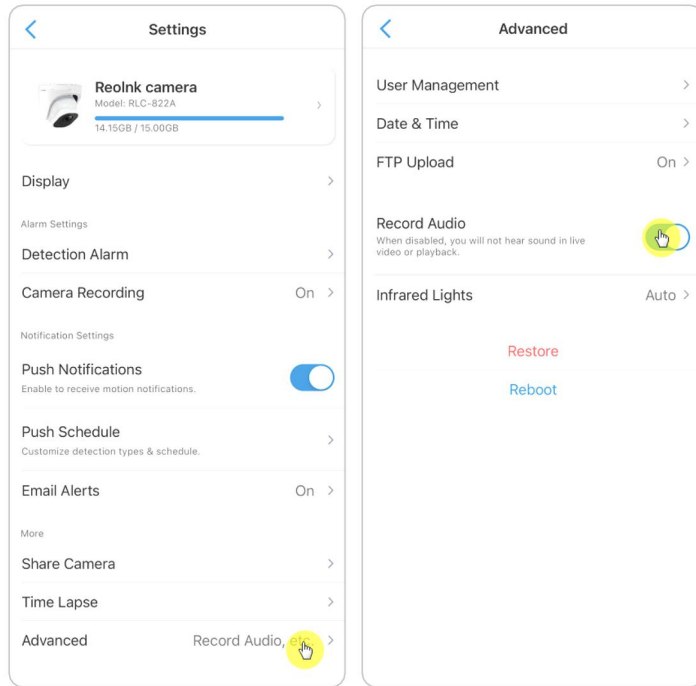 Settings
Reolnk camera
Model: RLC-822A
14.15GB / 15.00GB
Display
Alarm Settings
Detection Alarm
Camera Recording On
Notification Settings
Push Notifications
Enable to receive motion notifications.
Push Schedule
Customize detection types & schedule.
Email Alerts On
More
Share Camera
Time Lapse
Advanced Record Audio, etc.
Advanced
User Management
Date & Time
FTP Upload On
Record Audio
When disabled, you will not hear sound in live
video or playback.
Infrared Lights Auto
Restore
Reboot